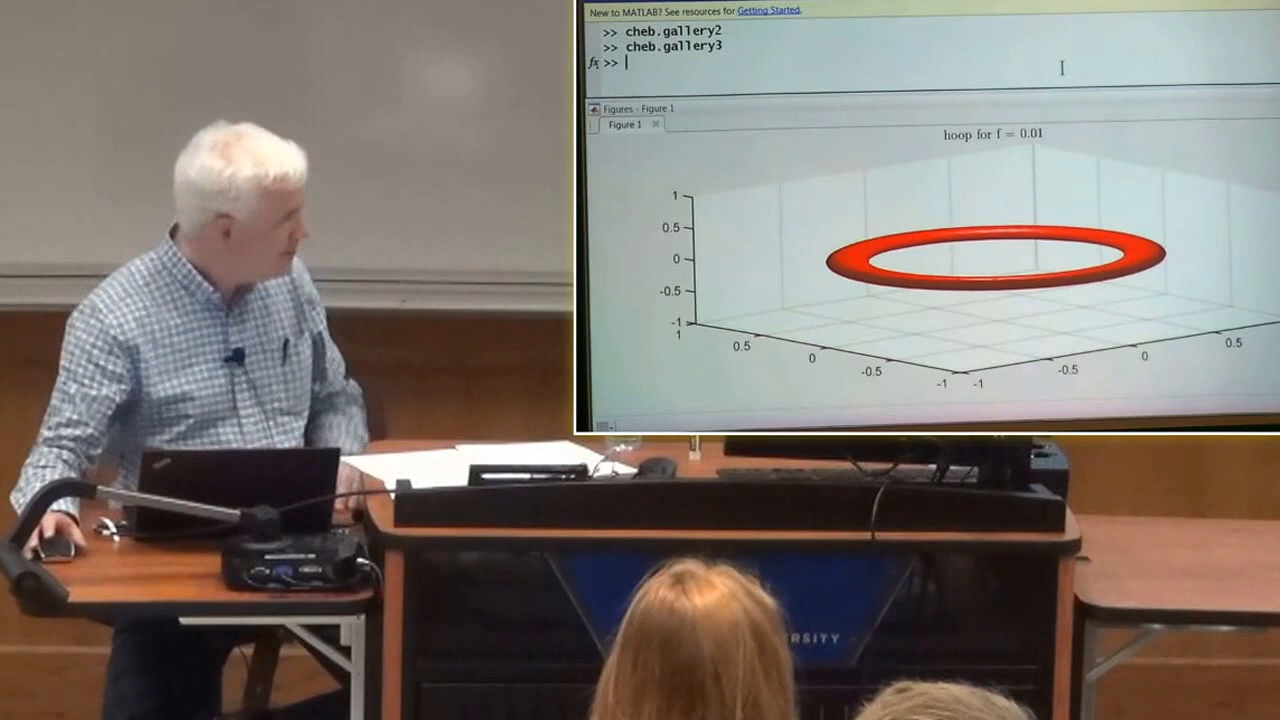 New to MATLAB? See resources for Getting Started.
>> cheb.gallery2
>> cheb.gallery3
fx >>
Figures - Figure 1
Figure 1
hoop for f = 0.01
1
0.5
0
-0.5
-1
1
0.5
0
-0.5
-1
-1
-0.5
0
0.5
RSITY